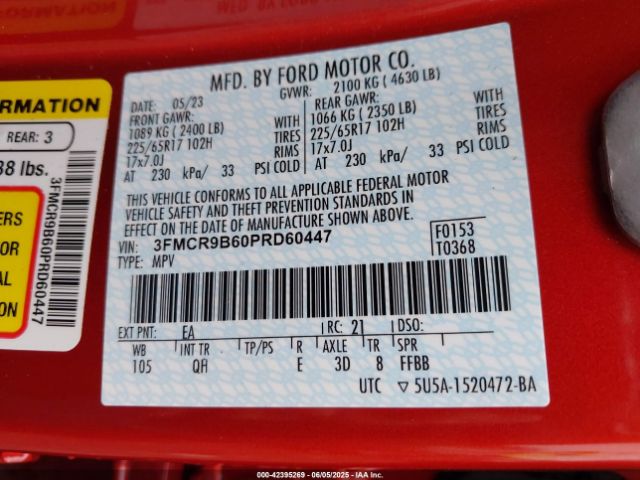 MFD. BY FORD MOTOR CO.
DATE: 05/23 GVWR: 2100 KG ( 4630 LB)
FRONT GAWR: REAR GAWR:
1089 KG ( 2400 LB) WITH 1066 KG ( 2350 LB) WITH
225/65R17 102H TIRES 225/65R17 102H TIRES
17x7.0J RIMS 17x7.0J RIMS
AT 230 kPa/ 33 PSI COLD AT 230 kPa/ 33 PSI COLD
THIS VEHICLE CONFORMS TO ALL APPLICABLE FEDERAL MOTOR
VEHICLE SAFETY AND THEFT PREVENTION STANDARDS IN
EFFECT ON THE DATE OF MANUFACTURE SHOWN ABOVE
VIN: 3FMCR9B60PRD60447
TYPE: MPV
F0153
T0368
EXT PNT: EA RC: 21 DSO:
WB INT TR TP/PS R AXLE TR SPR
105 QH E 3D 8 FFBB
UTC ▽ 5U5A-1520472-BA
ORMATION
REAR: 3
38 lbs.
3FMCR9B60PRD60447
ERS
OR
ATION
© 00000 - 42395269 - 06/05/2025 - IAA Inc.